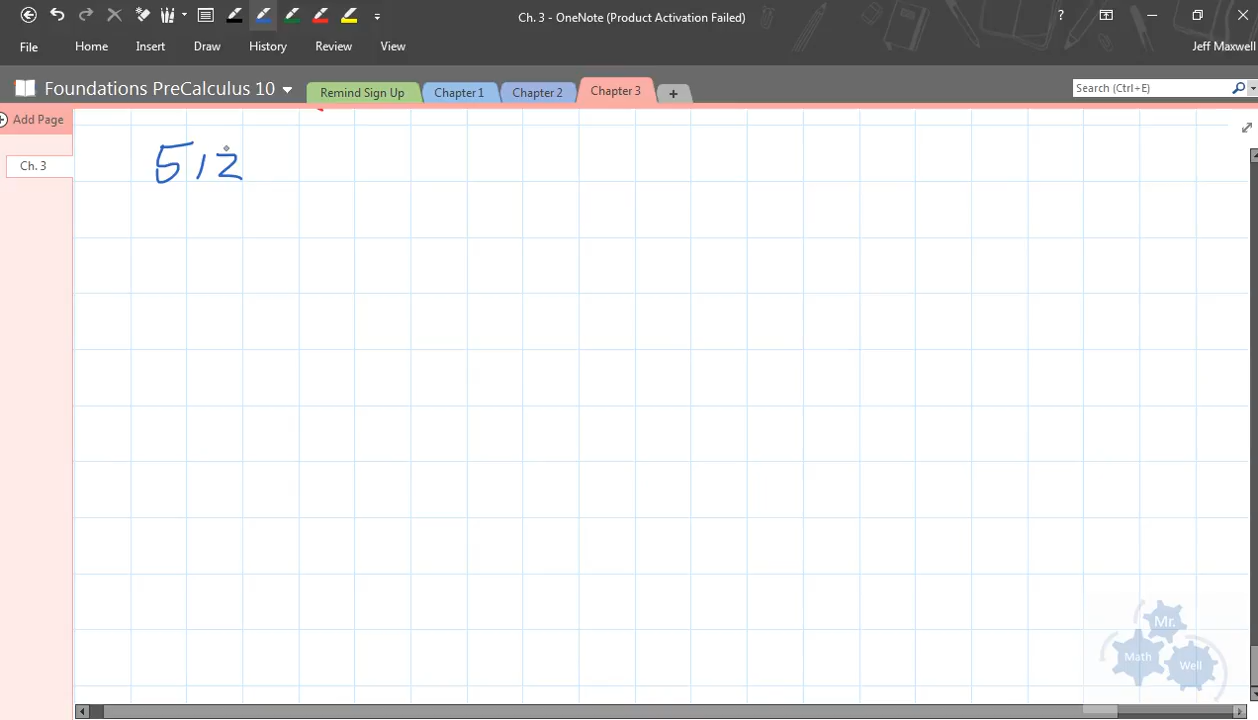 Ch. 3 - OneNote (Product Activation Failed)
?
File
Home
Insert
Draw
History
Review
View
Jeff Maxwell
Foundations PreCalculus 10
Remind Sign Up
Chapter 1
Chapter 2
Chapter 3
+
Search (Ctrl+E)
Add Page
Ch. 3
512
Mr.
Math
Well